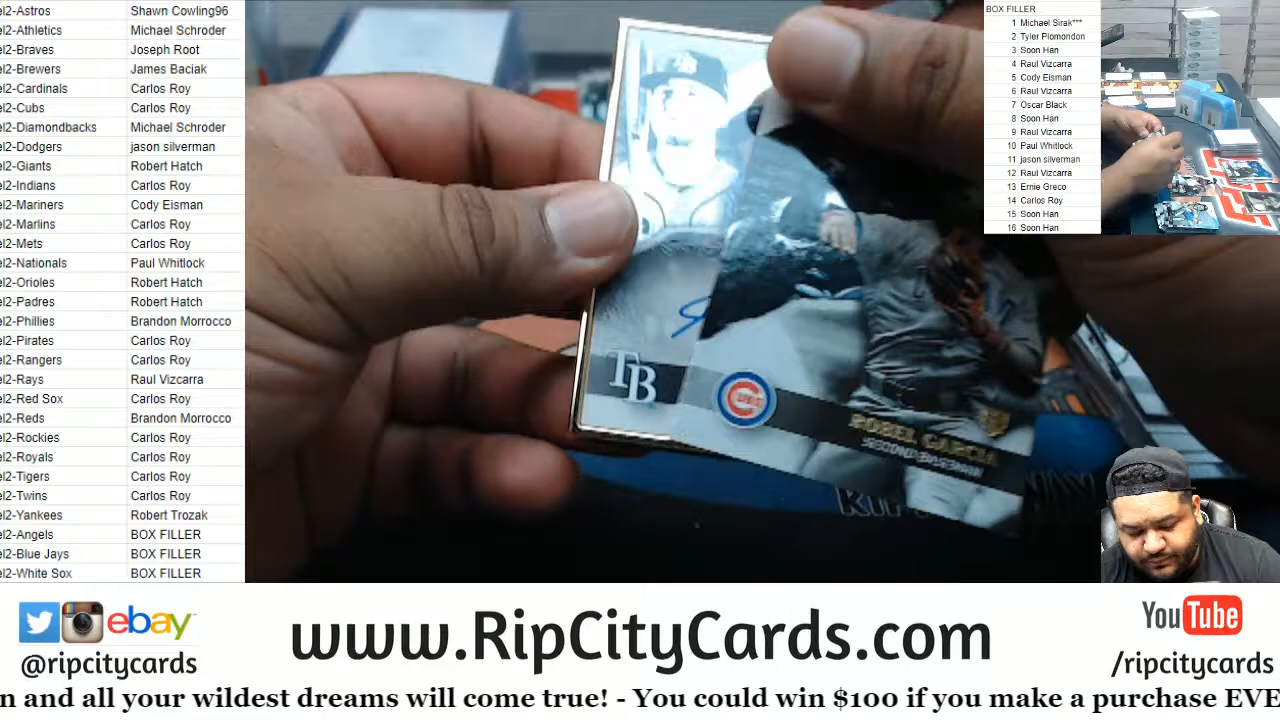 el2-Astros Shawn Cowling96
el2-Athletics Michael Schroder
el2-Braves Joseph Root
el2-Brewers James Baciak
el2-Cardinals Carlos Roy
el2-Cubs Carlos Roy
el2-Diamondbacks Michael Schroder
el2-Dodgers jason silverman
el2-Giants Robert Hatch
el2-Indians Carlos Roy
el2-Mariners Cody Eisman
el2-Marlins Carlos Roy
el2-Mets Carlos Roy
el2-Nationals Paul Whitlock
el2-Orioles Robert Hatch
el2-Padres Robert Hatch
el2-Phillies Brandon Morrocco
el2-Pirates Carlos Roy
el2-Rangers Carlos Roy
el2-Rays Raul Vizcarra
el2-Red Sox Carlos Roy
el2-Reds Brandon Morrocco
el2-Rockies Carlos Roy
el2-Royals Carlos Roy
el2-Tigers Carlos Roy
el2-Twins Carlos Roy
el2-Yankees Robert Trozak
el2-Angels BOX FILLER
el2-Blue Jays BOX FILLER
el2-White Sox BOX FILLER
TB
TB
CUBS
ROBEL GARCIA
SECOND BASEMAN
BOX FILLER
1 Michael Sirak***
2 Tyler Plomondon
3 Soon Han
4 Raul Vizcarra
5 Cody Eisman
6 Raul Vizcarra
7 Oscar Black
8 Soon Han
9 Raul Vizcarra
10 Paul Whitlock
11 jason silverman
12 Raul Vizcarra
13 Ernie Greco
14 Carlos Roy
15 Soon Han
16 Soon Han
ebay
@ripcitycards
www.RipCityCards.com
YouTube
/ripcitycards
n and all your wildest dreams will come true! - You could win $100 if you make a purchase EVE